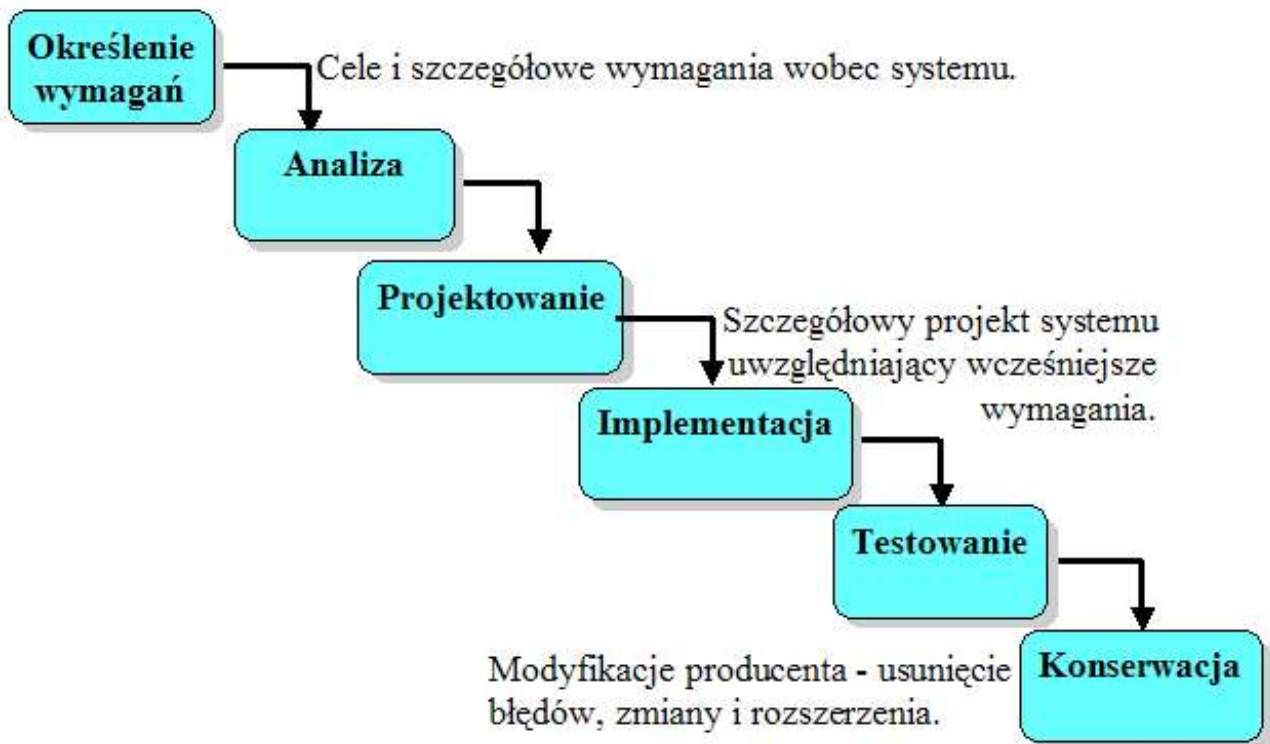 Określenie
wymagań
Cele i szczegółowe wymagania wobec systemu.
Analiza
Projektowanie
Szczegółowy projekt systemu
uwzględniający wcześniejsze
wymagania.
Implementacja
Testowanie
Konserwacja
Modyfikacje producenta - usunięcie
błędów, zmiany i rozszerzenia.